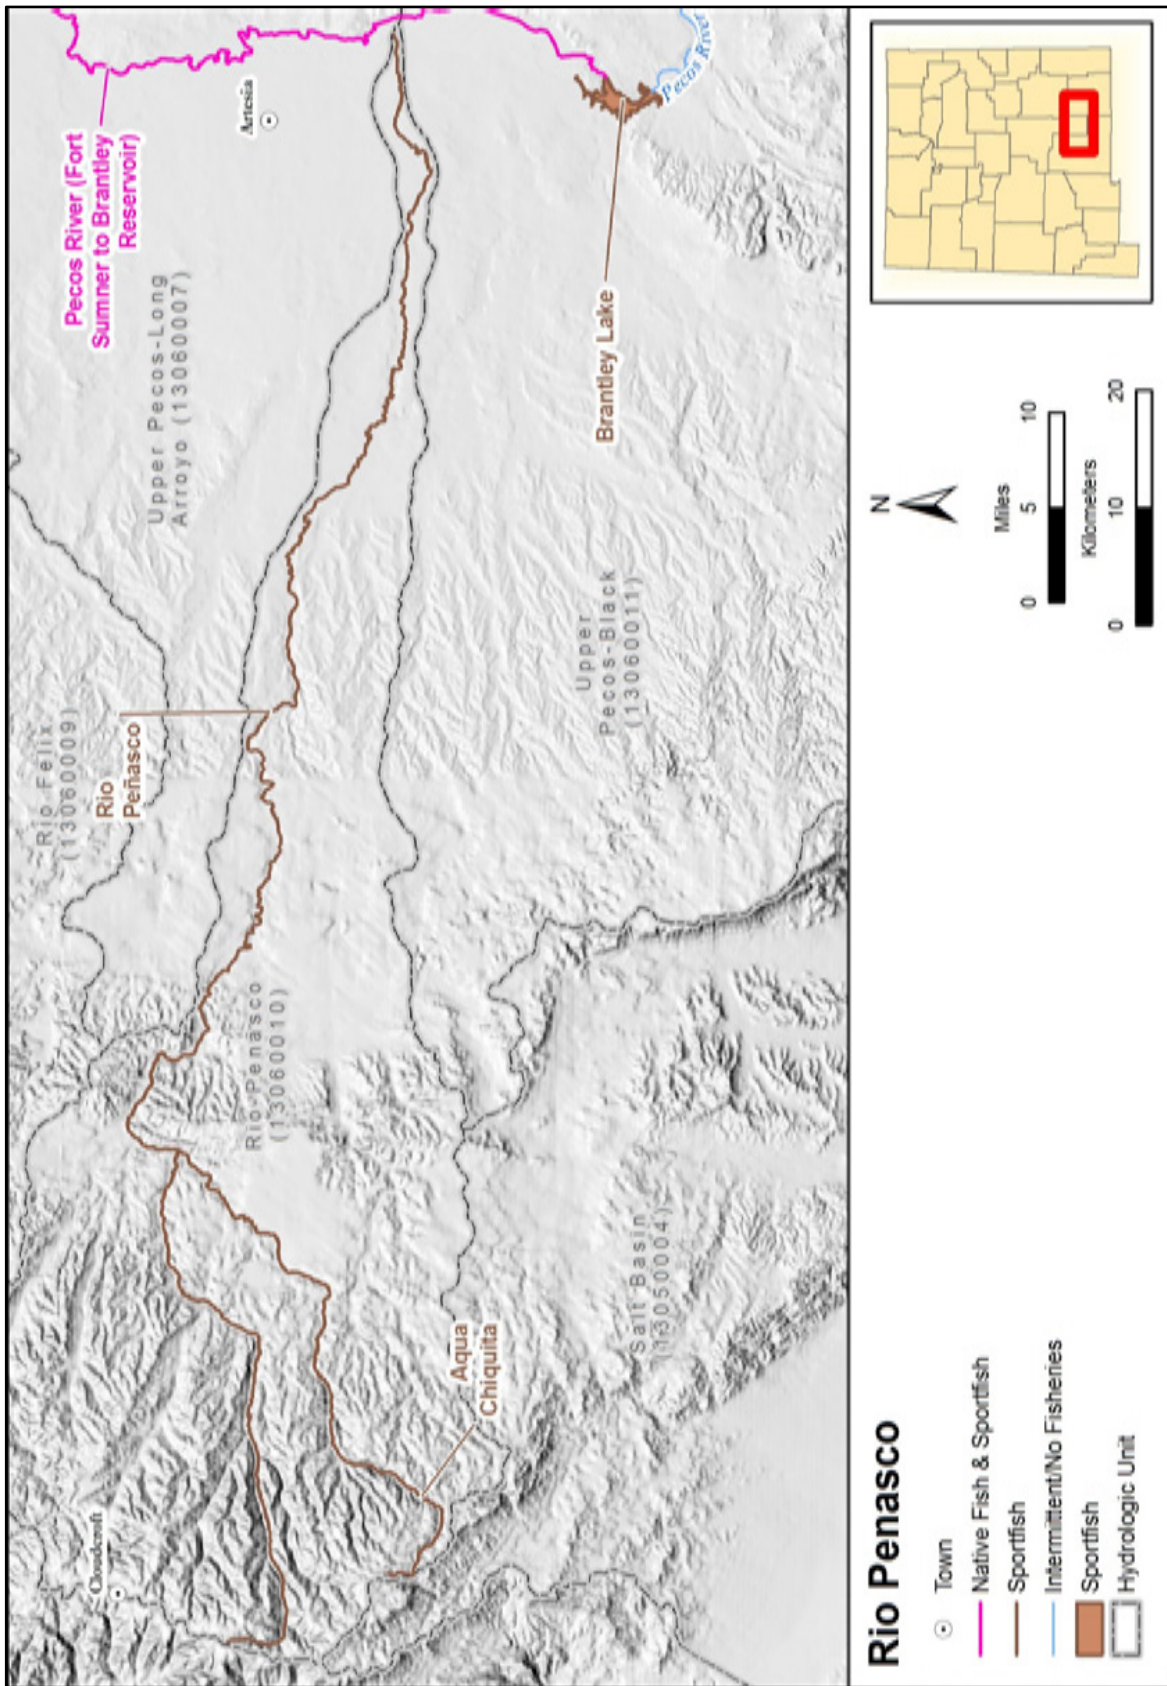 Cloudcroft
Rio Felix
(13060009)
Rio
Peñasco
Upper Pecos-Long
Arroyo (13060007)
Pecos River (Fort
Sumner to Brantley
Reservoir)
Artesia
Rio Penasco
(13060010)
Aqua
Chiquita
Salt Basin
(13050004)
Upper
Pecos-Black
(13060011)
Brantley Lake
Pecos River
Rio Penasco
Town
Native Fish & Sportfish
Sportfish
Intermittent/No Fisheries
Sportfish
Hydrologic Unit
N
Miles
0 5 10
Kilometers
0 10 20